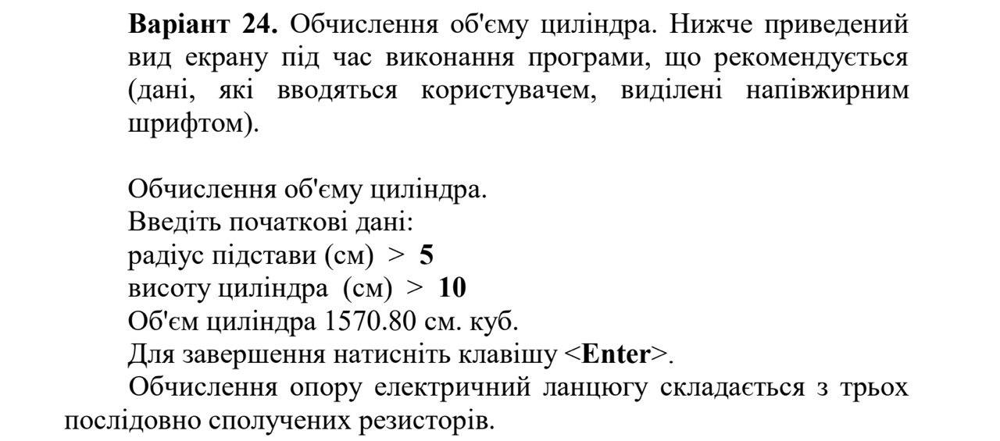 Варіант 24. Обчислення об'єму циліндра. Нижче приведений
вид екрану під час виконання програми, що рекомендується
(дані, які вводяться користувачем, виділені напівжирним
шрифтом).
Обчислення об'єму циліндра.
Введіть початкові дані:
радіус підстави (см) > 5
висоту циліндра (см) > 10
Об'єм циліндра 1570.80 см. куб.
Для завершення натисніть клавішу <Enter>.
Обчислення опору електричний ланцюгу складається з трьох
послідовно сполучених резисторів.